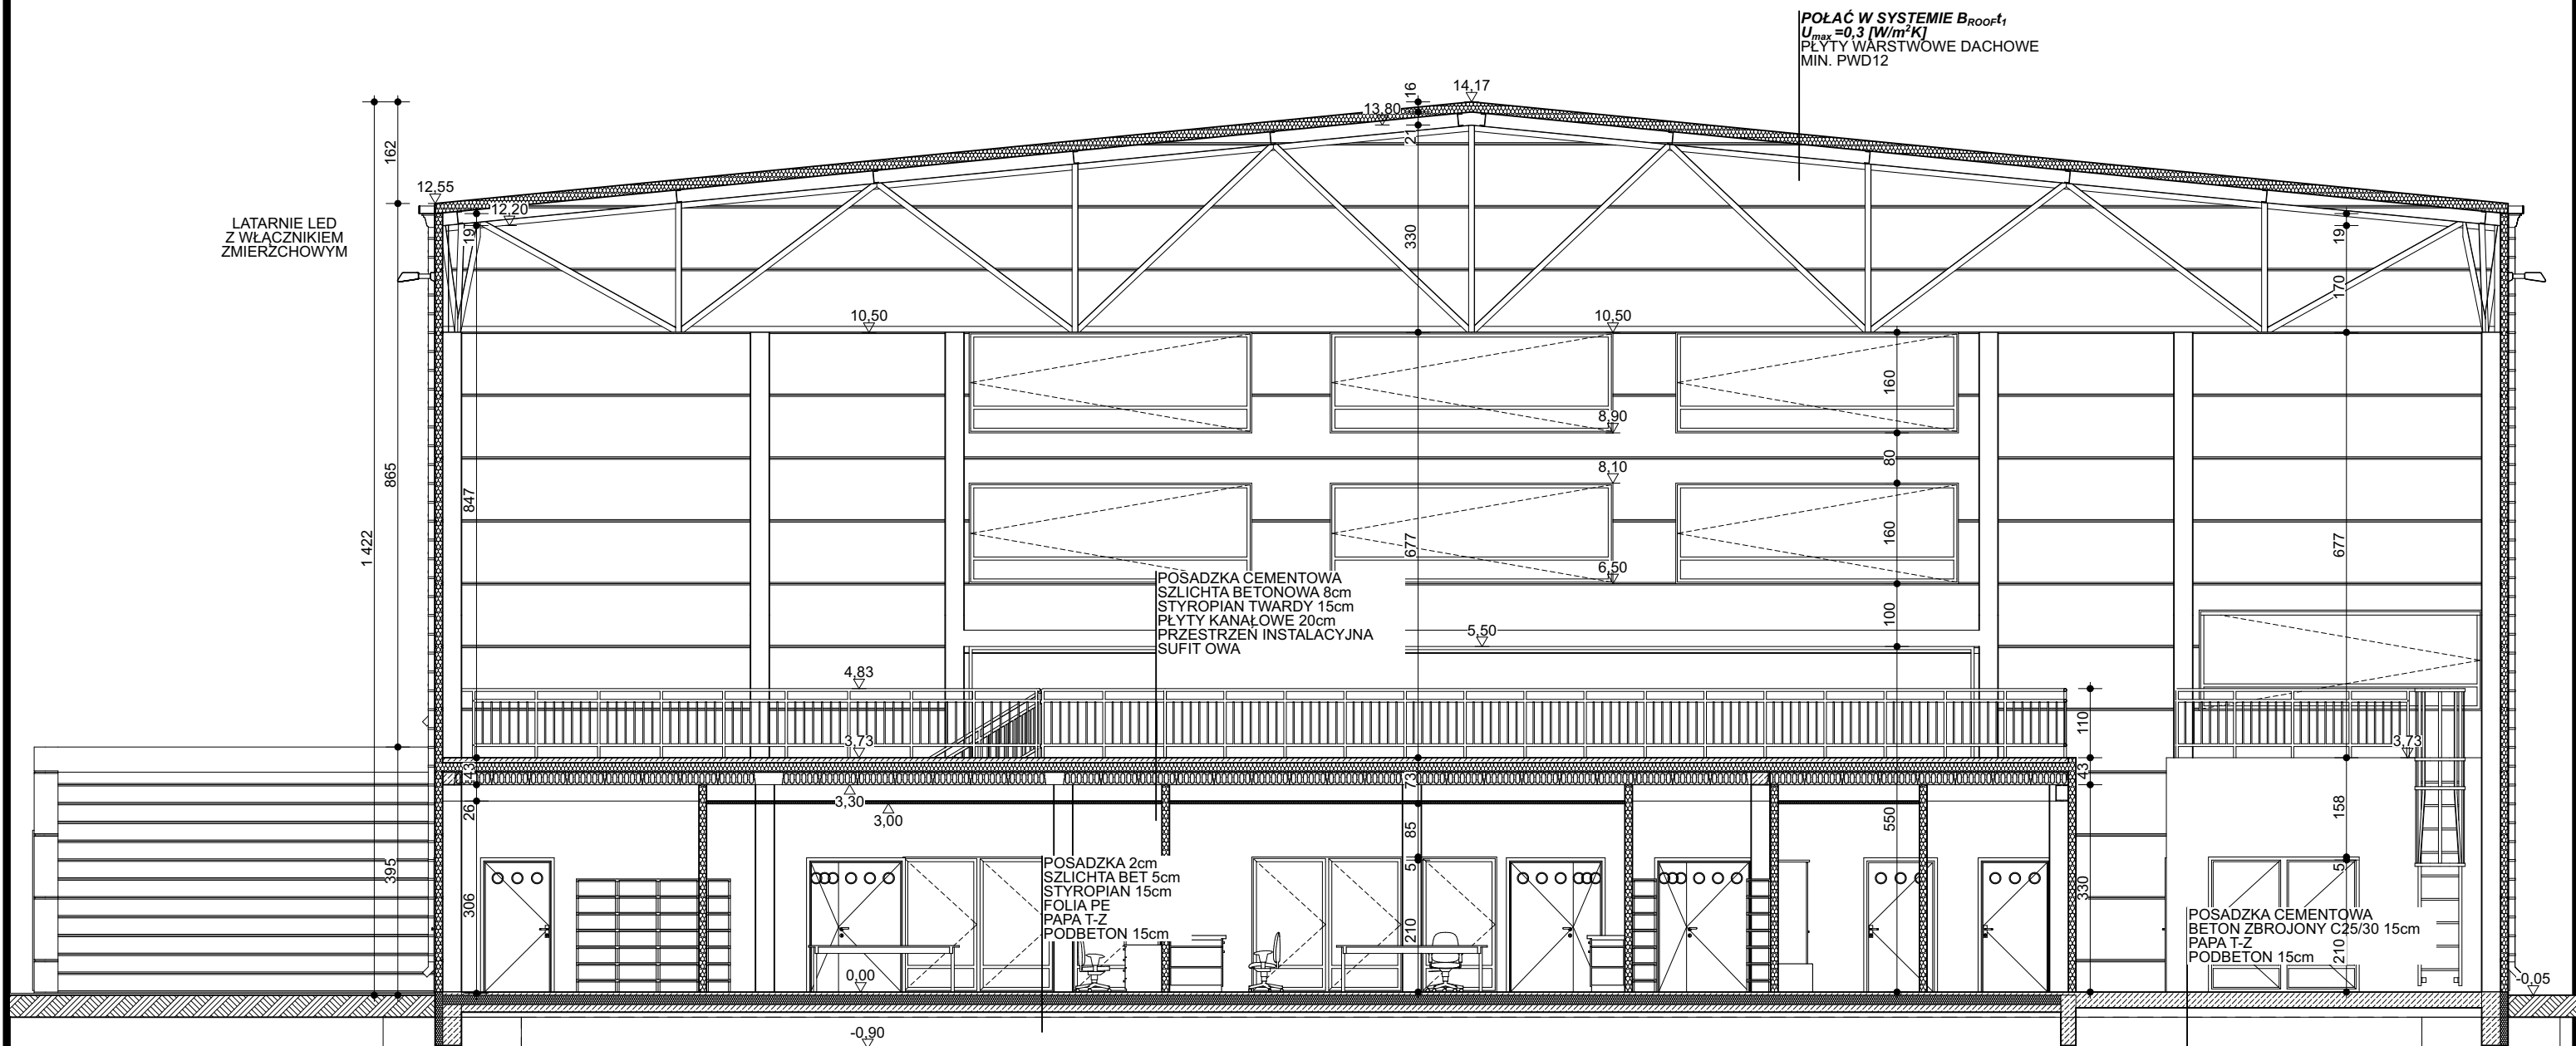 POŁAĆ W SYSTEMIE BROOFt1
Umax =0,3 [W/m²K]
PŁYTY WARSTWOWE DACHOWE
MIN. PWD12
14,17
16
13,80
21
162
12,55
12,20
19
LATARNIE LED
Z WŁĄCZNIKIEM
ZMIERZCHOWYM
330
19
170
10,50
10,50
160
8,90
80
8,10
865
847
1 422
677
160
677
6,50
POSADZKA CEMENTOWA
SZLICHTA BETONOWA 8cm
STYROPIAN TWARDY 15cm
PŁYTY KANAŁOWE 20cm
PRZESTRZEŃ INSTALACYJNA
SUFIT OWA
100
5,50
4,83
110
3,73
3,73
43
73
43
26
3,30
3,00
85
550
158
395
306
5
5
330
210
210
POSADZKA 2cm
SZLICHTA BET 5cm
STYROPIAN 15cm
FOLIA PE
PAPA T-Z
PODBETON 15cm
POSADZKA CEMENTOWA
BETON ZBROJONY C25/30 15cm
PAPA T-Z
PODBETON 15cm
0,00
-0,05
-0,90